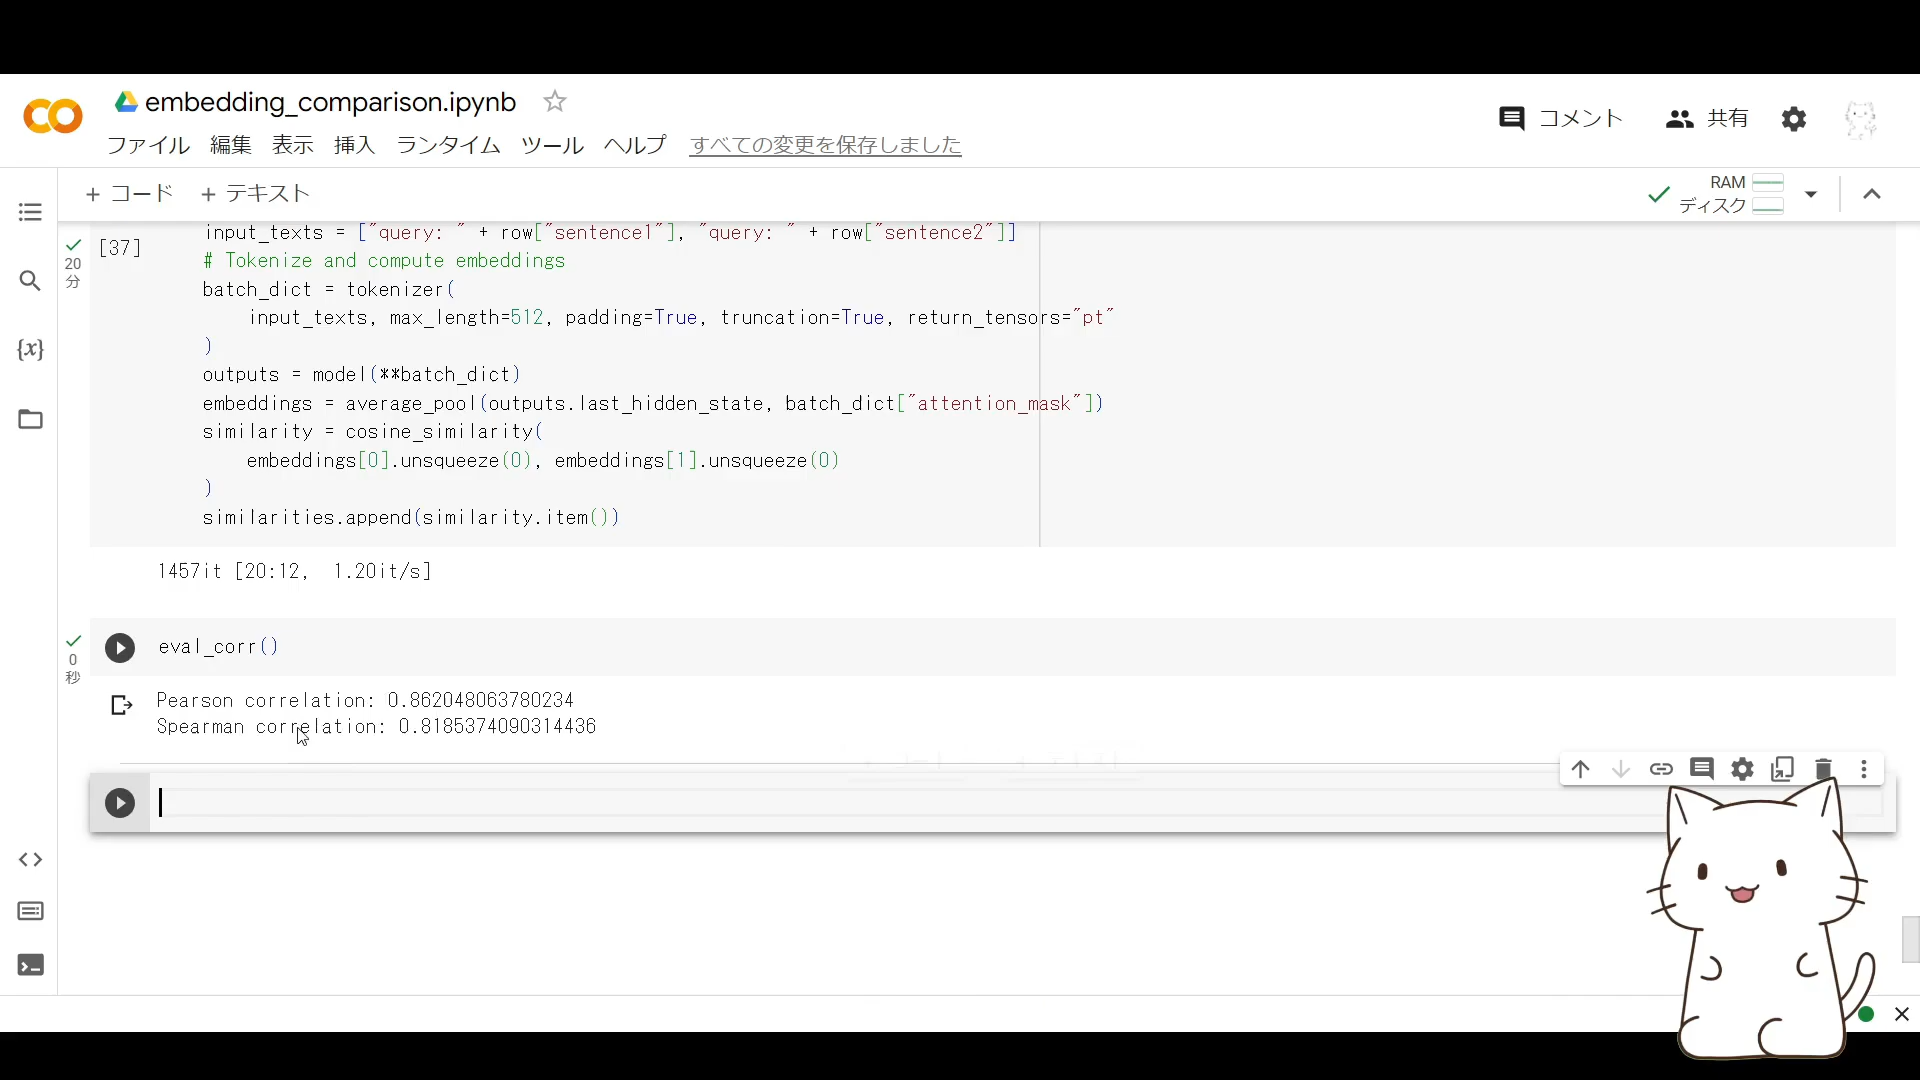 embedding_comparison.ipynb
コメント
共有
ファイル 編集 表示 挿入 ランタイム ツール ヘルプ すべての変更を保存しました
+ コード + テキスト
RAM
ディスク
{x}
[37]
20
分
input_texts = ["query: " + row["sentence1"], "query: " + row["sentence2"]]
# Tokenize and compute embeddings
batch_dict = tokenizer(
input_texts, max_length=512, padding=True, truncation=True, return_tensors="pt"
)
outputs = model(**batch_dict)
embeddings = average_pool(outputs.last_hidden_state, batch_dict["attention_mask"])
similarity = cosine_similarity(
embeddings[0].unsqueeze(0), embeddings[1].unsqueeze(0)
)
similarities.append(similarity.item())
1457it [20:12, 1.20it/s]
0
秒
eval_corr()
Pearson correlation: 0.862048063780234
Spearman correlation: 0.8185374090314436